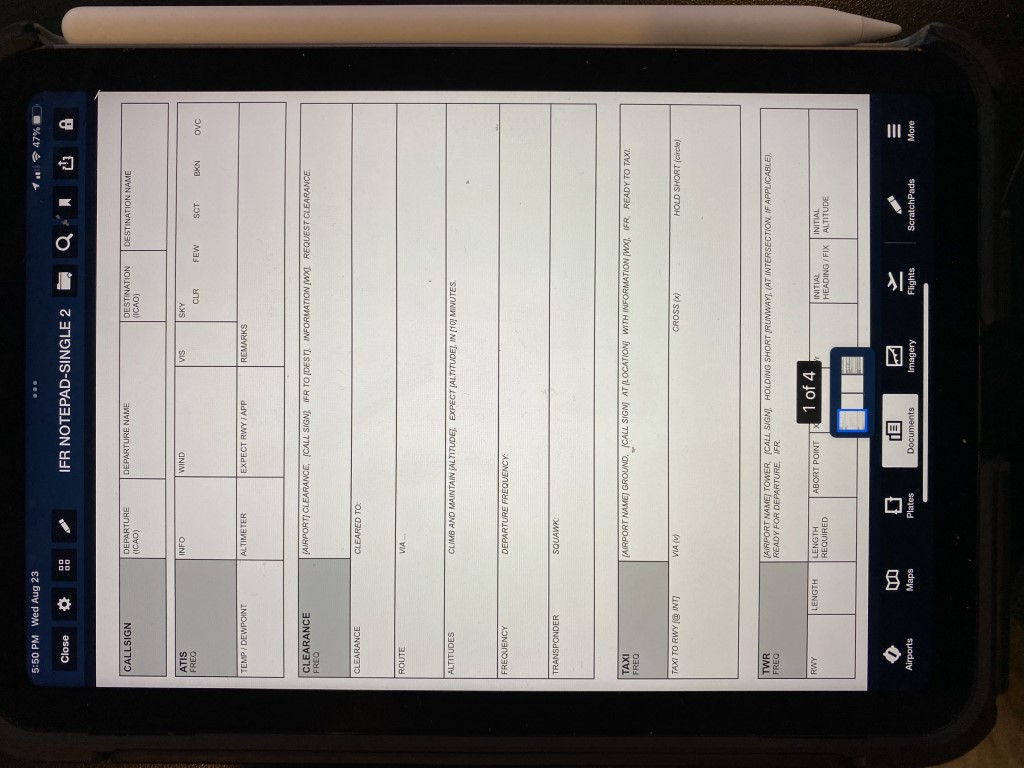 5:50 PM Wed Aug 23
47%
Close
IFR NOTEPAD-SINGLE 2
CALLSIGN
DEPARTURE (ICAO)
DEPARTURE NAME
DESTINATION (ICAO)
DESTINATION NAME
ATIS
FREQ
INFO
WIND
VIS
SKY
CLR FEW SCT BKN OVC
TEMP / DEWPOINT
ALTIMETER
EXPECT RWY / APP
REMARKS
CLEARANCE
FREQ
[AIRPORT] CLEARANCE, [CALL SIGN], IFR TO [DEST], INFORMATION [WX], REQUEST CLEARANCE.
CLEARANCE
CLEARED TO:
ROUTE
VIA ...
ALTITUDES
CLIMB AND MAINTAIN [ALTITUDE], EXPECT [ALTITUDE], IN [10] MINUTES.
FREQUENCY
DEPARTURE FREQUENCY:
TRANSPONDER
SQUAWK:
TAXI
FREQ
[AIRPORT NAME] GROUND, [CALL SIGN] AT [LOCATION] WITH INFORMATION [WX], IFR, READY TO TAXI.
TAXI TO RWY [@ INT]
VIA (v)
CROSS (x)
HOLD SHORT (circle)
TWR
FREQ
[AIRPORT NAME] TOWER, [CALL SIGN], HOLDING SHORT [RUNWAY], (AT INTERSECTION, IF APPLICABLE),
READY FOR DEPARTURE, IFR.
1 of 4
RWY
LENGTH
LENGTH REQUIRED
ABORT POINT
INITIAL HEADING / FIX
INITIAL ALTITUDE
Airports
Maps
Plates
Documents
Imagery
Flights
ScratchPads
More